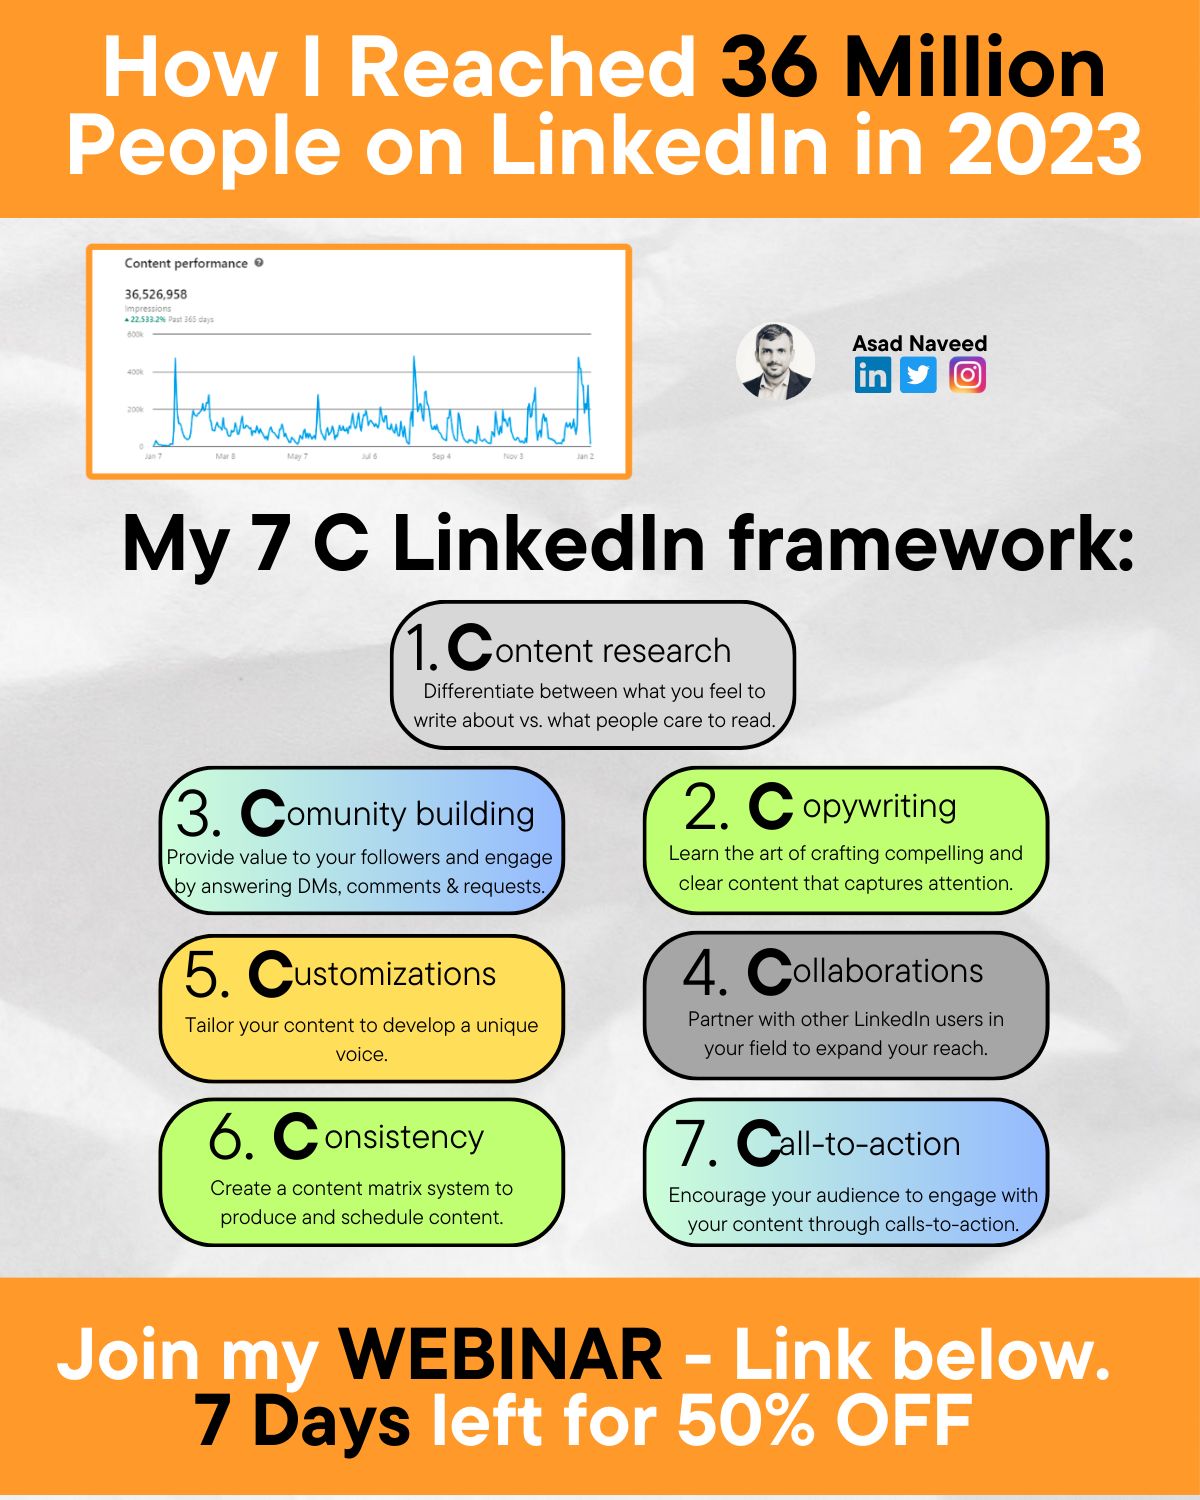 How I Reached 36 Million
People on LinkedIn in 2023
Content performance
36,526,958
Impressions
22,533.2% Past 365 days
600k
400k
200k
0
Jan 7 Mar 8 May 7 Jul 6 Sep 4 Nov 3 Jan 2
Asad Naveed
in
My 7 C LinkedIn framework:
1. Content research
Differentiate between what you feel to
write about vs. what people care to read.
3. Comunity building
Provide value to your followers and engage
by answering DMs, comments & requests.
2. C opywriting
Learn the art of crafting compelling and
clear content that captures attention.
5. Customizations
Tailor your content to develop a unique
voice.
4. Collaborations
Partner with other LinkedIn users in
your field to expand your reach.
6. C onsistency
Create a content matrix system to
produce and schedule content.
7. Call-to-action
Encourage your audience to engage with
your content through calls-to-action.
Join my WEBINAR - Link below.
7 Days left for 50% OFF